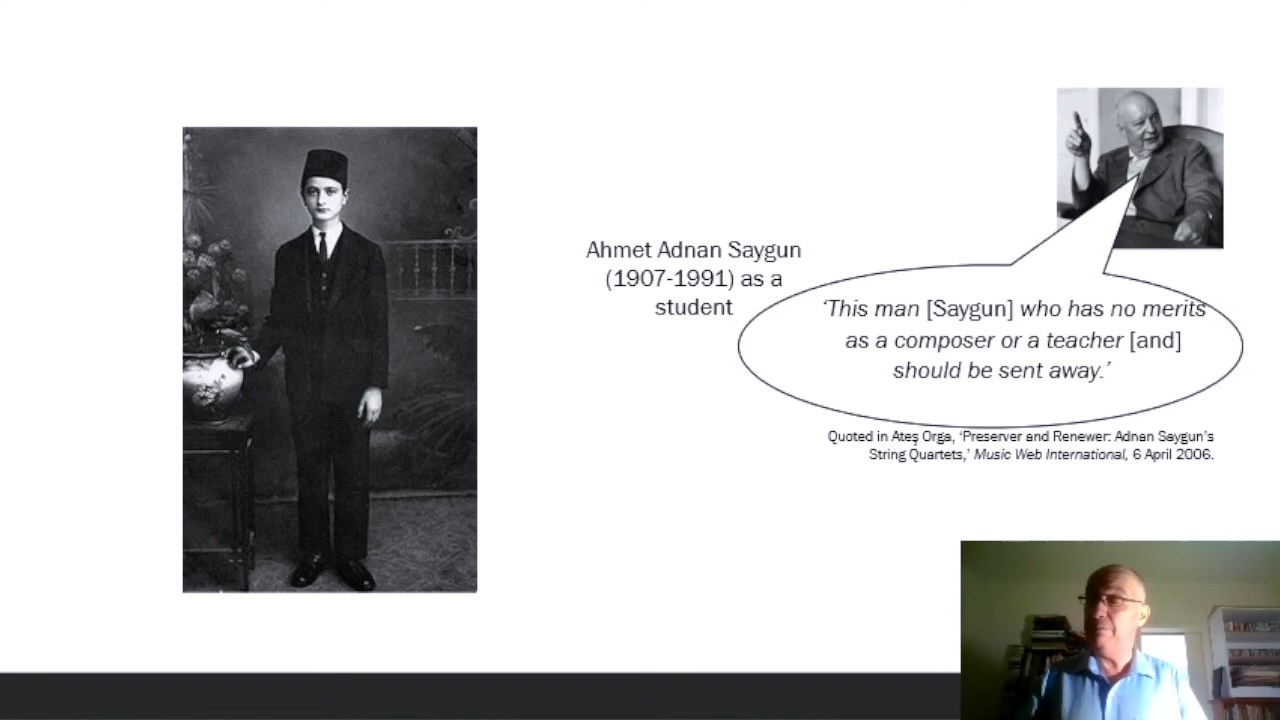 Ahmet Adnan Saygun
(1907-1991) as a
student
‘This man [Saygun] who has no merits
as a composer or a teacher [and]
should be sent away.’
Quoted in Ateş Orga, ‘Preserver and Renewer: Adnan Saygun’s
String Quartets,’ Music Web International, 6 April 2006.